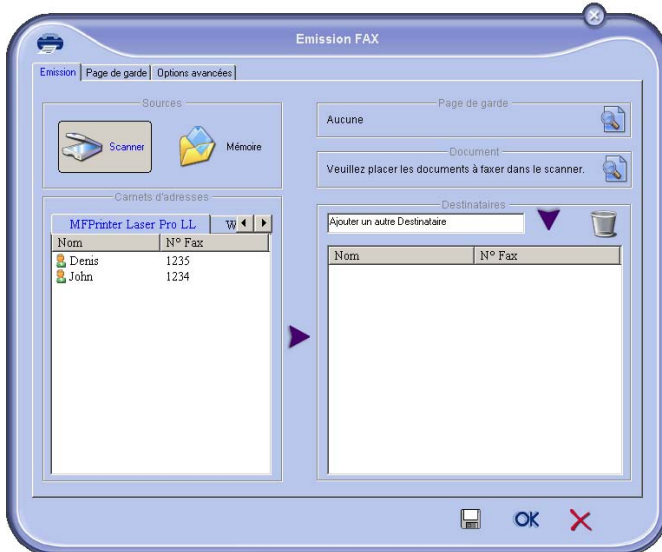 Emission FAX
Emission Page de garde Options avancées
Sources
Scanner Mémoire
Page de garde
Aucune
Document
Veuillez placer les documents à faxer dans le scanner.
Carnets d'adresses
MFPrinter Laser Pro LL W
Nom N° Fax
Denis 1235
John 1234
Destinataires
Ajouter un autre Destinataire
Nom N° Fax
OK